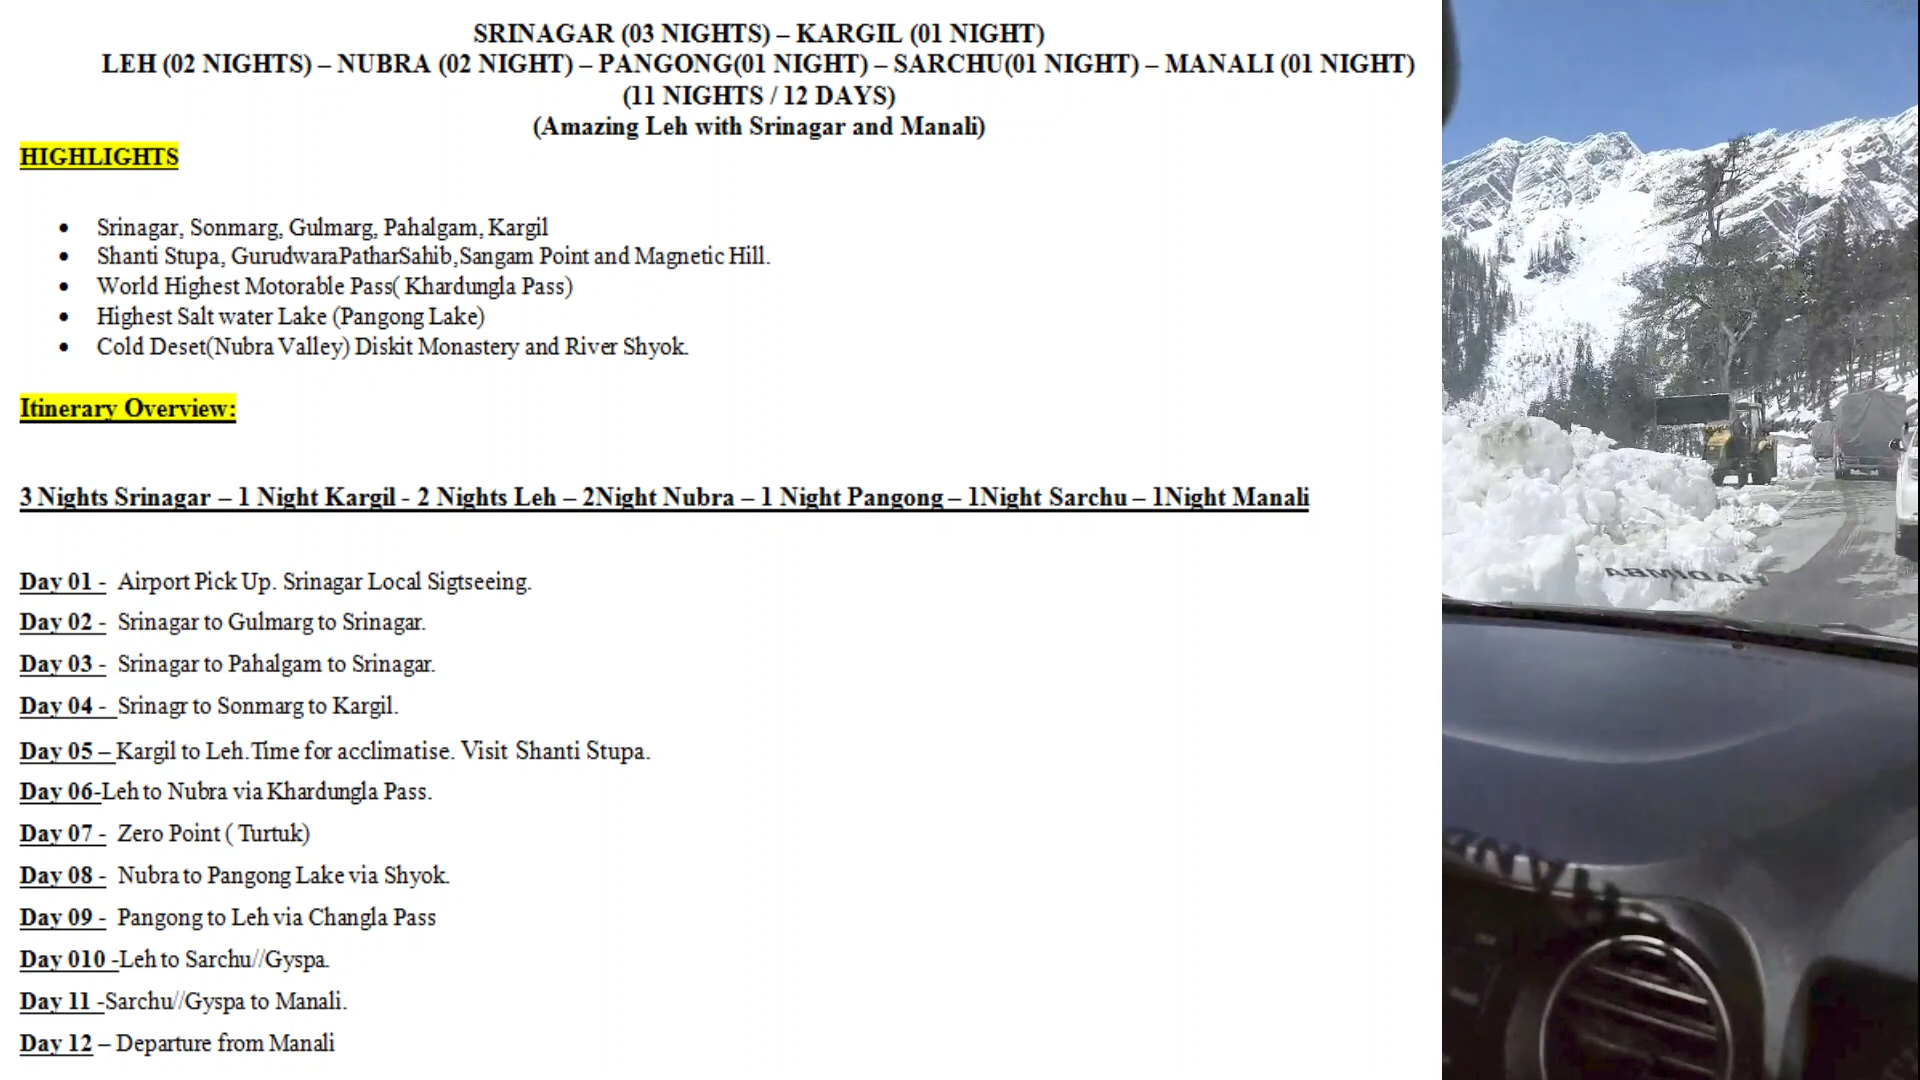 SRINAGAR (03 NIGHTS) – KARGIL (01 NIGHT)
LEH (02 NIGHTS) – NUBRA (02 NIGHT) – PANGONG(01 NIGHT) – SARCHU(01 NIGHT) – MANALI (01 NIGHT)
(11 NIGHTS / 12 DAYS)
(Amazing Leh with Srinagar and Manali)
HIGHLIGHTS
• Srinagar, Sonmarg, Gulmarg, Pahalgam, Kargil
• Shanti Stupa, GurudwaraPatharSahib,Sangam Point and Magnetic Hill.
• World Highest Motorable Pass( Khardungla Pass)
• Highest Salt water Lake (Pangong Lake)
• Cold Deset(Nubra Valley) Diskit Monastery and River Shyok.
Itinerary Overview:
3 Nights Srinagar – 1 Night Kargil - 2 Nights Leh – 2Night Nubra – 1 Night Pangong – 1Night Sarchu – 1Night Manali
Day 01 - Airport Pick Up. Srinagar Local Sigtseeing.
Day 02 - Srinagar to Gulmarg to Srinagar.
Day 03 - Srinagar to Pahalgam to Srinagar.
Day 04 - Srinagr to Sonmarg to Kargil.
Day 05 – Kargil to Leh.Time for acclimatise. Visit Shanti Stupa.
Day 06-Leh to Nubra via Khardungla Pass.
Day 07 - Zero Point ( Turtuk)
Day 08 - Nubra to Pangong Lake via Shyok.
Day 09 - Pangong to Leh via Changla Pass
Day 010 -Leh to Sarchu//Gyspa.
Day 11 -Sarchu//Gyspa to Manali.
Day 12 – Departure from Manali